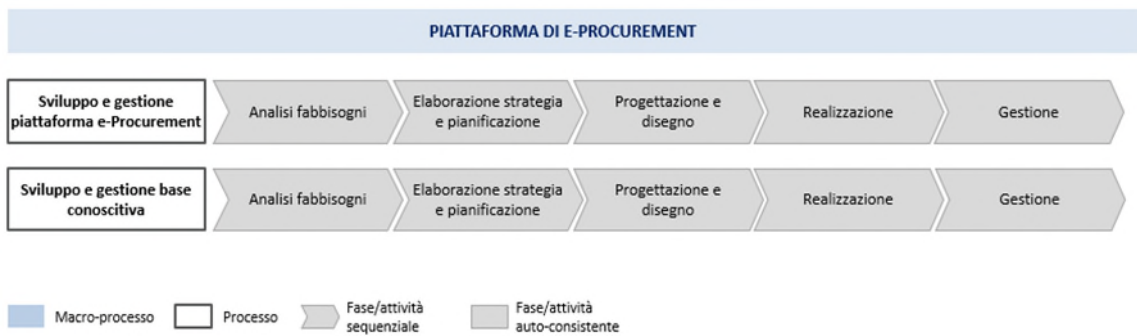 PIATTAFORMA DI E-PROCUREMENT
Sviluppo e gestione
piattaforma e-Procurement
Analisi fabbisogni
Elaborazione strategia
e pianificazione
Progettazione e
disegno
Realizzazione
Gestione
Sviluppo e gestione base
conoscitiva
Analisi fabbisogni
Elaborazione strategia
e pianificazione
Progettazione e
disegno
Realizzazione
Gestione
Macro-processo
Processo
Fase/attività
sequenziale
Fase/attività
auto-consistente